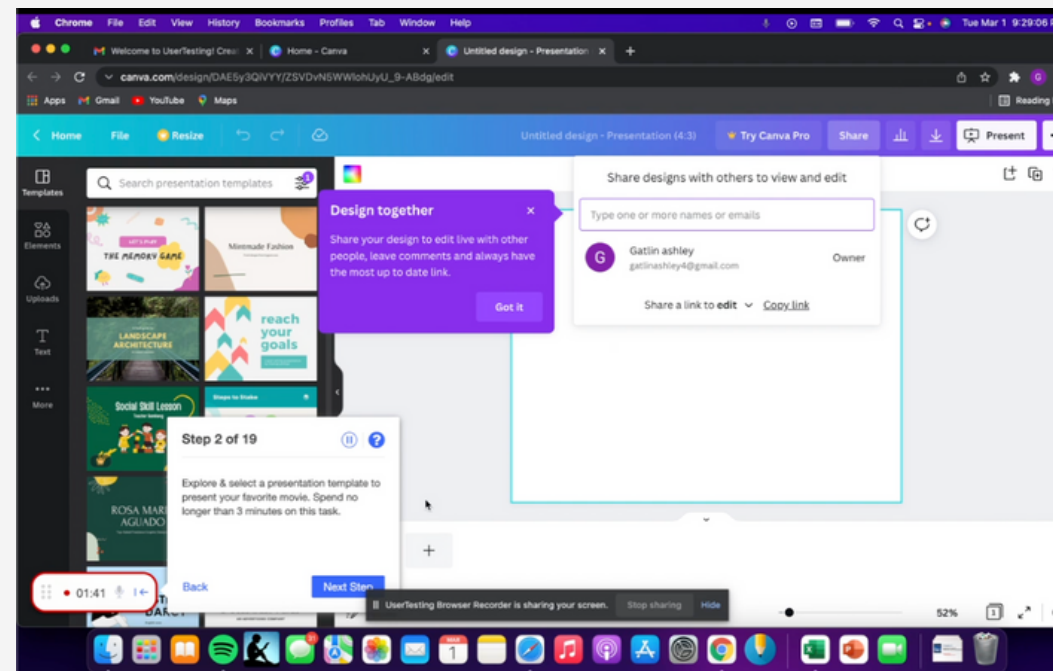 Chrome File Edit View History Bookmarks Profiles Tab Window Help
Tue Mar 1 9:29:06
Welcome to UserTesting! Creat
Home - Canva
Untitled design - Presentation
canva.com/design/DAE5y3QiVYY/ZSVDvN5WWlohUyU_9-ABdg/edit
G
Apps Gmail YouTube Maps
Reading
Home File Resize
Untitled design - Presentation (4:3)
Try Canva Pro
Share
Present
Templates
Elements
Uploads
Text
More
Search presentation templates
LET'S PLAY
THE MEMORY GAME
Mintmade Fashion
LANDSCAPE
ARCHITECTURE
reach
your
goals
Social Skill Lesson
ROSA MAR
AGUADO
Design together
Share your design to edit live with other
people, leave comments and always have
the most up to date link.
Got it
Share designs with others to view and edit
Type one or more names or emails
G
Gatlin ashley
gatlinashley4@gmail.com
Owner
Share a link to edit
Copy link
Step 2 of 19
Explore & select a presentation template to
present your favorite movie. Spend no
longer than 3 minutes on this task.
Back
Next Step
01:41
UserTesting Browser Recorder is sharing your screen.
Stop sharing
Hide
52%
1
31
MAR
1